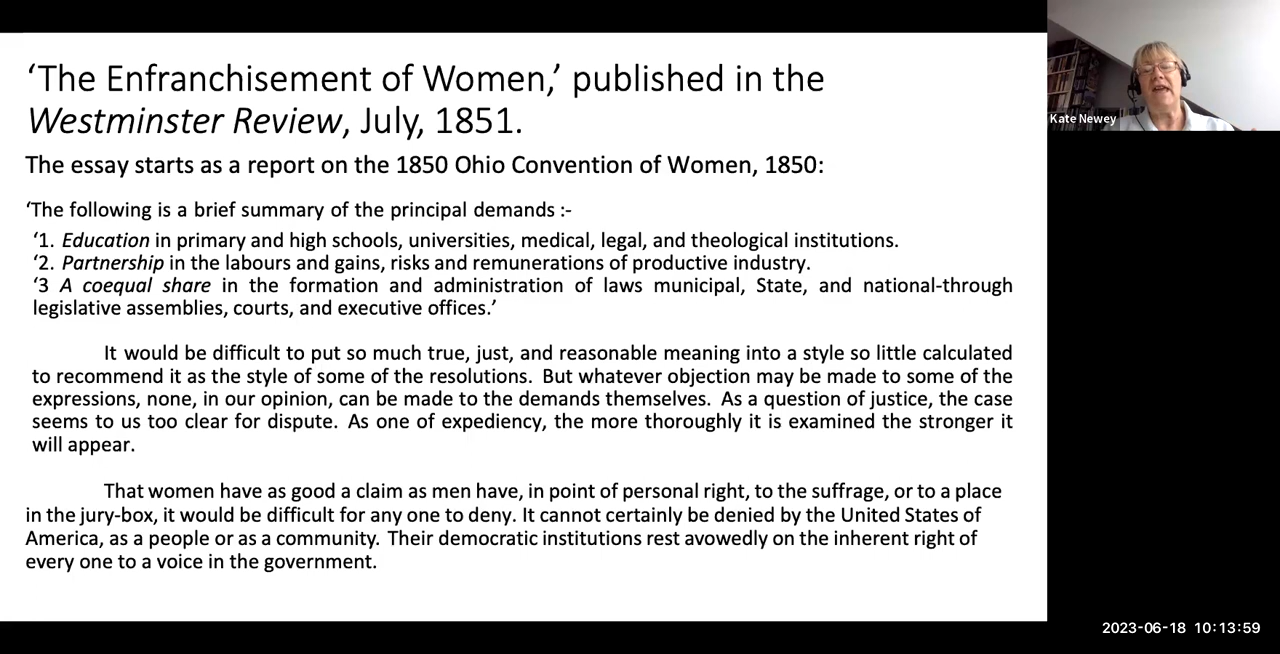 ‘The Enfranchisement of Women,’ published in the
Westminster Review, July, 1851.
The essay starts as a report on the 1850 Ohio Convention of Women, 1850:
‘The following is a brief summary of the principal demands :-
‘1. Education in primary and high schools, universities, medical, legal, and theological institutions.
‘2. Partnership in the labours and gains, risks and remunerations of productive industry.
‘3 A coequal share in the formation and administration of laws municipal, State, and national-through
legislative assemblies, courts, and executive offices.’
It would be difficult to put so much true, just, and reasonable meaning into a style so little calculated
to recommend it as the style of some of the resolutions. But whatever objection may be made to some of the
expressions, none, in our opinion, can be made to the demands themselves. As a question of justice, the case
seems to us too clear for dispute. As one of expediency, the more thoroughly it is examined the stronger it
will appear.
That women have as good a claim as men have, in point of personal right, to the suffrage, or to a place
in the jury-box, it would be difficult for any one to deny. It cannot certainly be denied by the United States of
America, as a people or as a community. Their democratic institutions rest avowedly on the inherent right of
every one to a voice in the government.
Kate Newey
2023-06-18 10:13:59